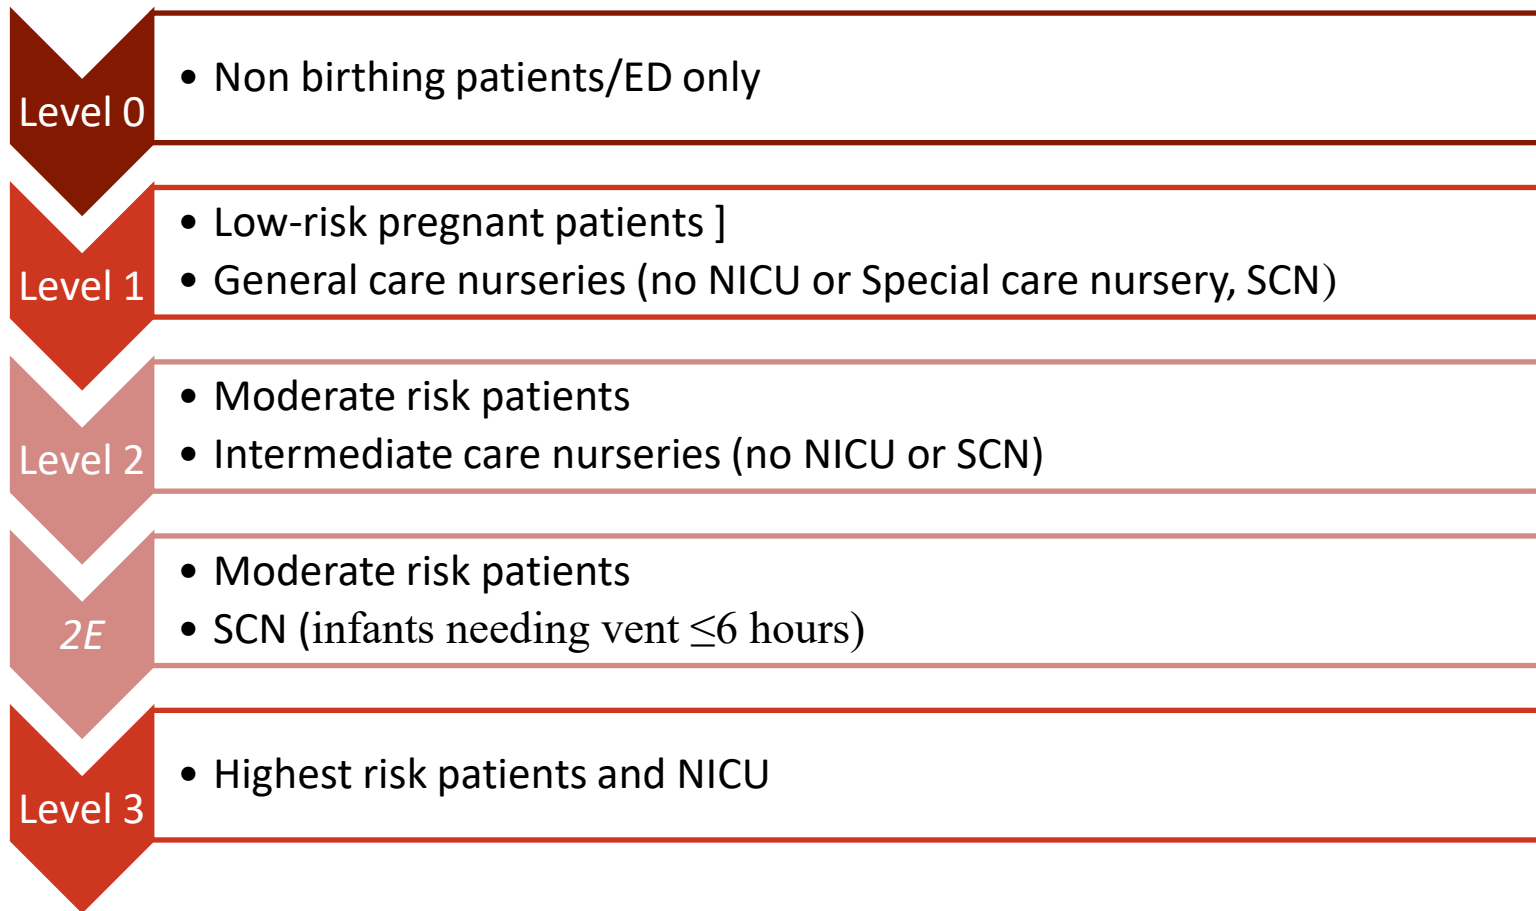 Level 0
• Non birthing patients/ED only
Level 1
• Low-risk pregnant patients ]
• General care nurseries (no NICU or Special care nursery, SCN)
Level 2
• Moderate risk patients
• Intermediate care nurseries (no NICU or SCN)
2E
• Moderate risk patients
• SCN (infants needing vent ≤6 hours)
Level 3
• Highest risk patients and NICU